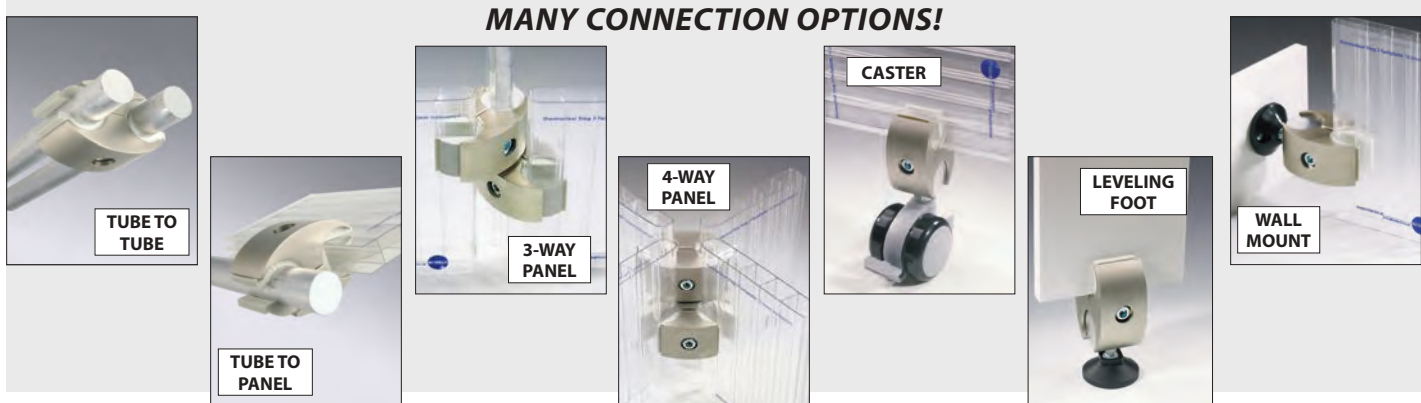 MANY CONNECTION OPTIONS!
TUBE TO
TUBE
TUBE TO
PANEL
3-WAY
PANEL
4-WAY
PANEL
CASTER
LEVELING
FOOT
WALL
MOUNT